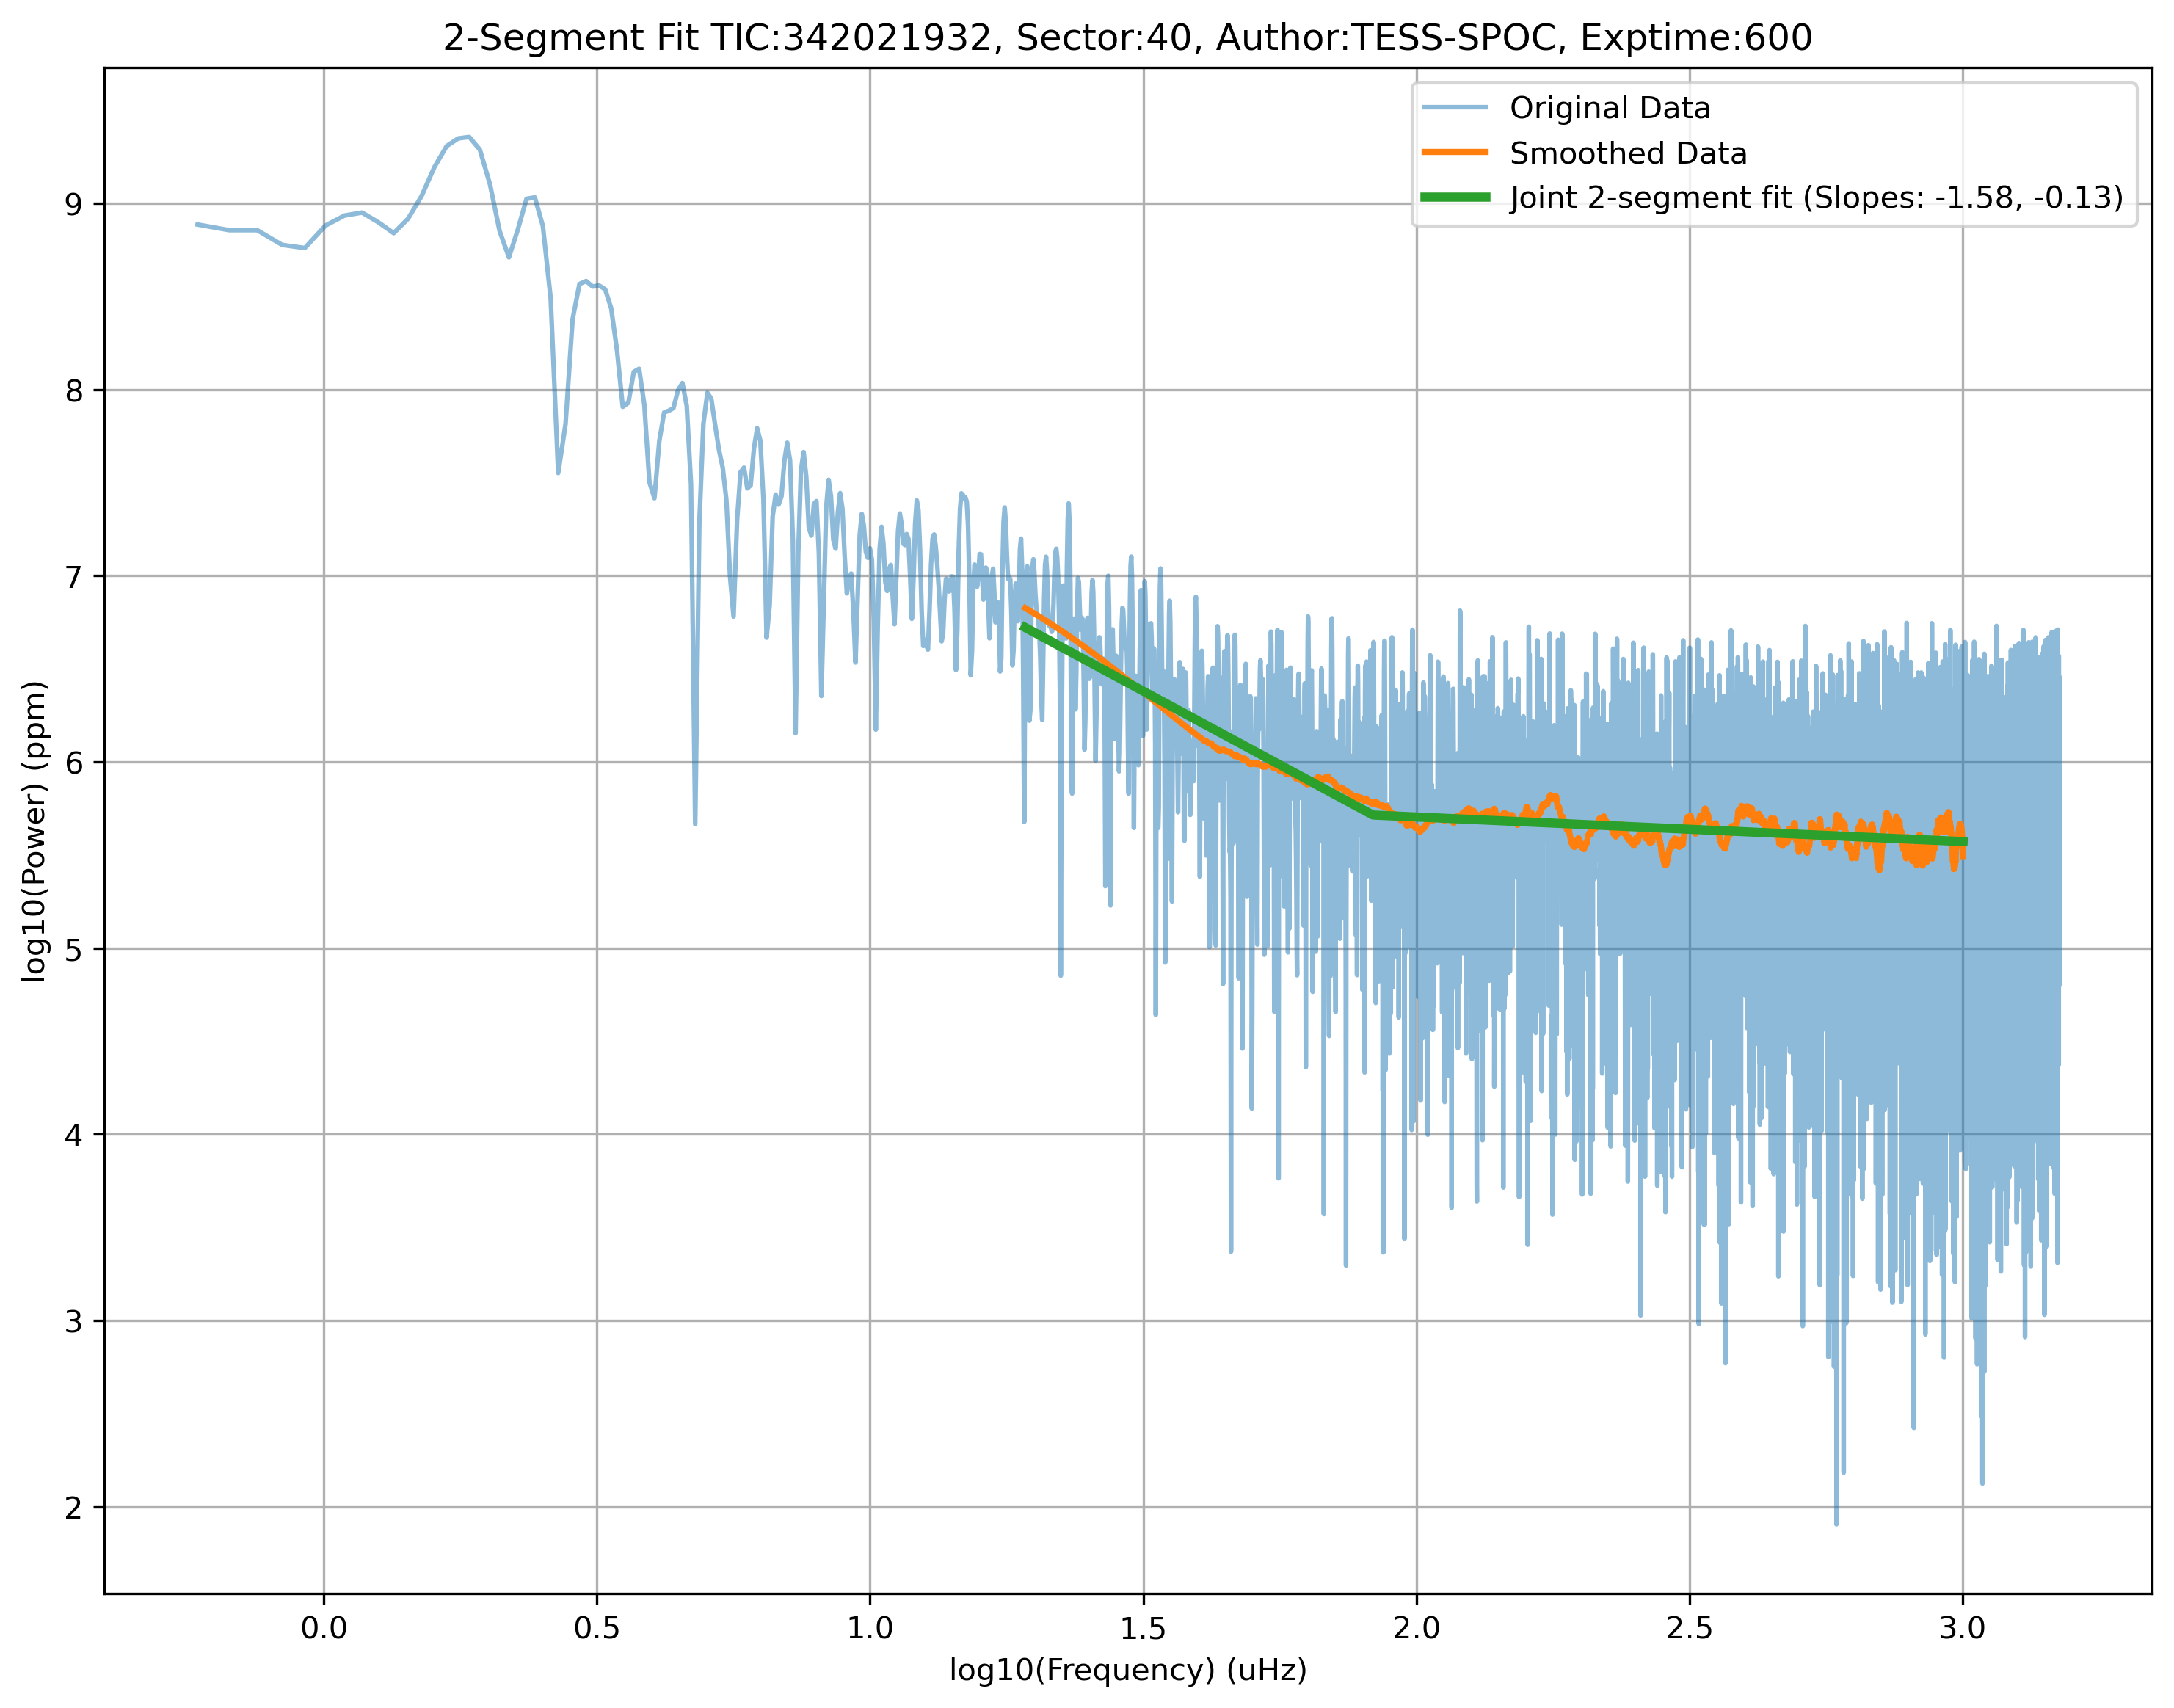 2-Segment Fit TIC:342021932, Sector:40, Author:TESS-SPOC, Exptime:600
Original Data
Smoothed Data
Joint 2-segment fit (Slopes: -1.58, -0.13)
log10(Power) (ppm)
9
8
7
6
5
4
3
2
0.0 0.5 1.0 1.5 2.0 2.5 3.0
log10(Frequency) (uHz)